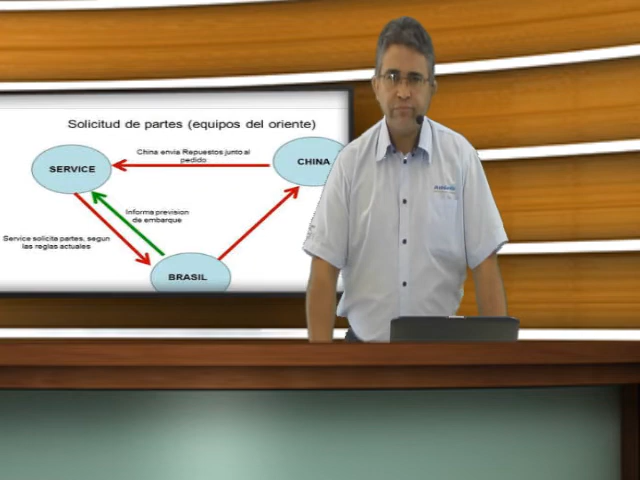 Solicitud de partes (equipos del oriente)
China envia Repuestos junto al
pedido
SERVICE
CHINA
Informa prevision
de embarque
Service solicita partes, segun
las reglas actuales
BRASIL